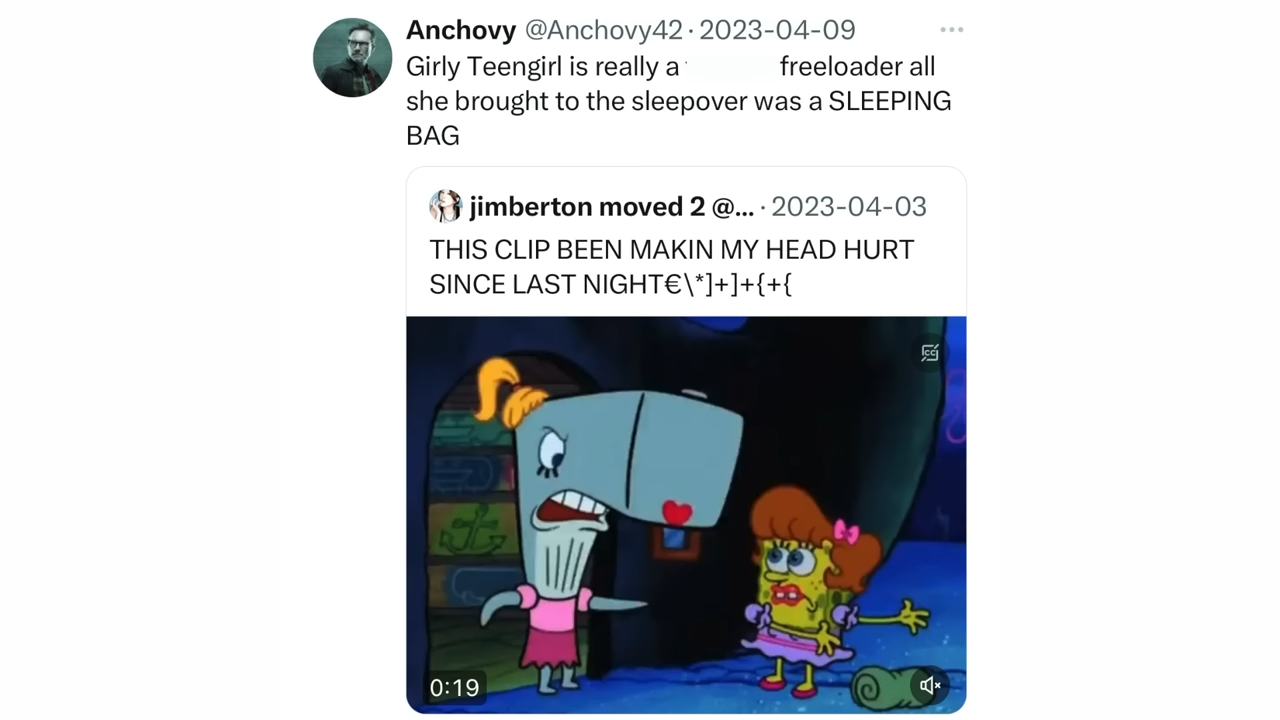 Anchovy @Anchovy42 · 2023-04-09
Girly Teengirl is really a freeloader all
she brought to the sleepover was a SLEEPING
BAG
jimberton moved 2 @... · 2023-04-03
THIS CLIP BEEN MAKIN MY HEAD HURT
SINCE LAST NIGHT€\*]+]+{+{
CC
0:19